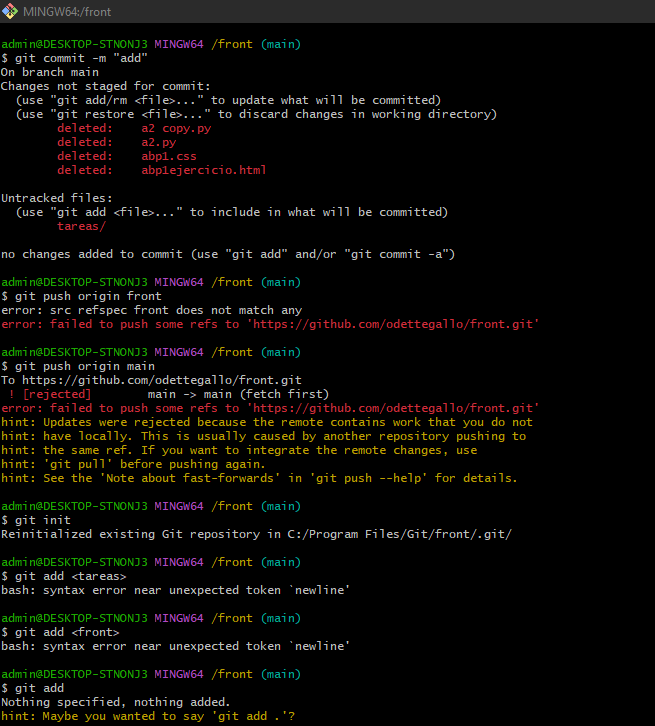 MINGW64:/front
admin@DESKTOP-STNONJ3 MINGW64 /front (main)
$ git commit -m "add"
On branch main
Changes not staged for commit:
  (use "git add/rm <file>..." to update what will be committed)
  (use "git restore <file>..." to discard changes in working directory)
        deleted:    a2 copy.py
        deleted:    a2.py
        deleted:    abp1.css
        deleted:    abp1ejercicio.html

Untracked files:
  (use "git add <file>..." to include in what will be committed)
        tareas/

no changes added to commit (use "git add" and/or "git commit -a")

admin@DESKTOP-STNONJ3 MINGW64 /front (main)
$ git push origin front
error: src refspec front does not match any
error: failed to push some refs to 'https://github.com/odettegallo/front.git'

admin@DESKTOP-STNONJ3 MINGW64 /front (main)
$ git push origin main
To https://github.com/odettegallo/front.git
 ! [rejected]        main -> main (fetch first)
error: failed to push some refs to 'https://github.com/odettegallo/front.git'
hint: Updates were rejected because the remote contains work that you do not
hint: have locally. This is usually caused by another repository pushing to
hint: the same ref. If you want to integrate the remote changes, use
hint: 'git pull' before pushing again.
hint: See the 'Note about fast-forwards' in 'git push --help' for details.

admin@DESKTOP-STNONJ3 MINGW64 /front (main)
$ git init
Reinitialized existing Git repository in C:/Program Files/Git/front/.git/

admin@DESKTOP-STNONJ3 MINGW64 /front (main)
$ git add <tareas>
bash: syntax error near unexpected token `newline'

admin@DESKTOP-STNONJ3 MINGW64 /front (main)
$ git add <front>
bash: syntax error near unexpected token `newline'

admin@DESKTOP-STNONJ3 MINGW64 /front (main)
$ git add
Nothing specified, nothing added.
hint: Maybe you wanted to say 'git add .'?